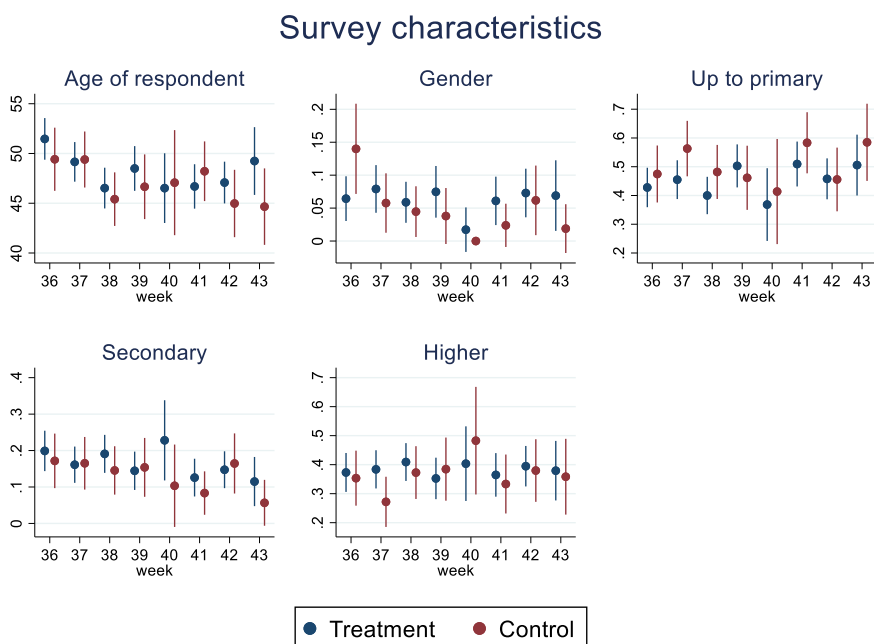 Survey characteristics
Age of respondent
55
50
45
40
36 37 38 39 40 41 42 43
week
Gender
.2
.15
.1
.05
0
36 37 38 39 40 41 42 43
week
Up to primary
.7
.6
.5
.4
.3
.2
36 37 38 39 40 41 42 43
week
Secondary
.4
.3
.2
.1
0
36 37 38 39 40 41 42 43
week
Higher
.7
.6
.5
.4
.3
.2
36 37 38 39 40 41 42 43
week
Treatment Control